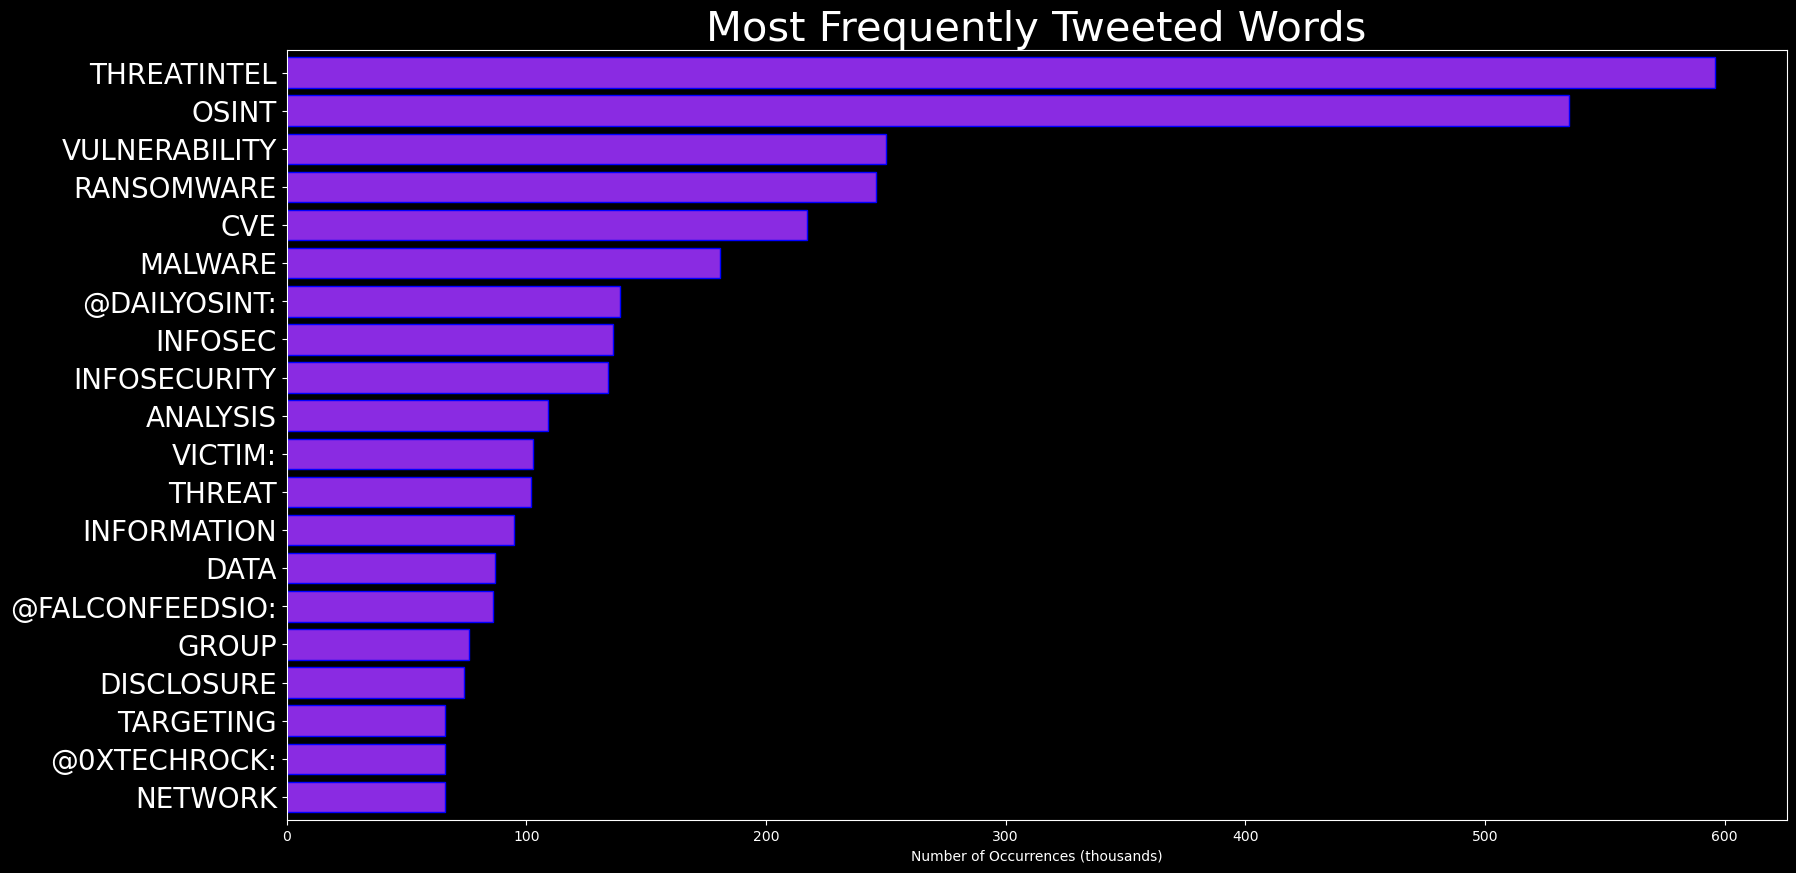 Most Frequently Tweeted Words
THREATINTEL
OSINT
VULNERABILITY
RANSOMWARE
CVE
MALWARE
@DAILYOSINT:
INFOSEC
INFOSECURITY
ANALYSIS
VICTIM:
THREAT
INFORMATION
DATA
@FALCONFEEDSIO:
GROUP
DISCLOSURE
TARGETING
@0XTECHROCK:
NETWORK
0 100 200 300 400 500 600
Number of Occurrences (thousands)